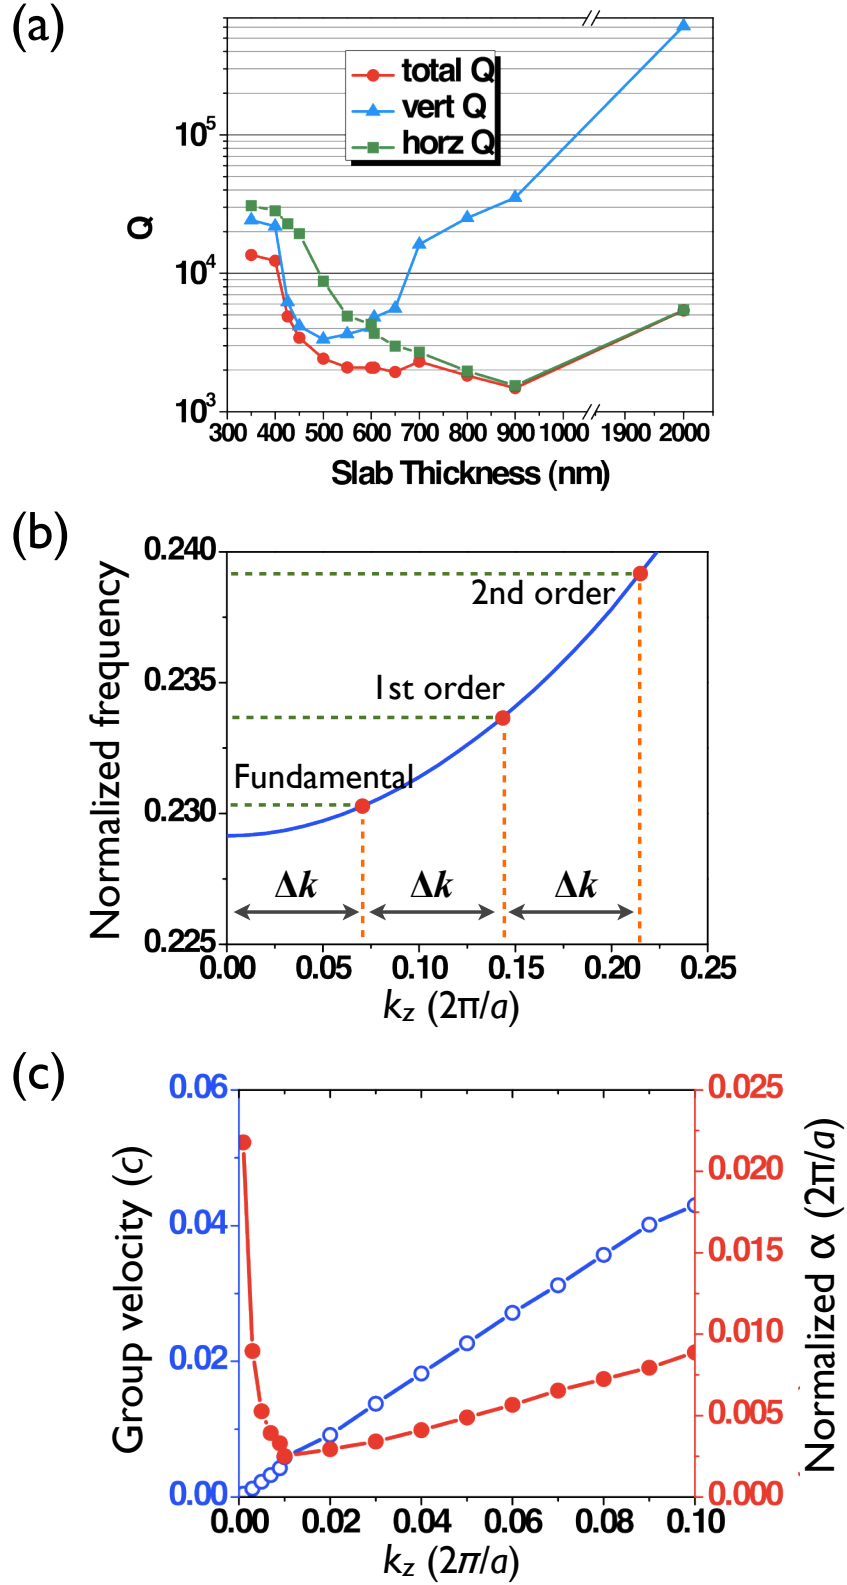 (a)
total Q
vert Q
horz Q
10^5
10^4
10^3
Q
300 400 500 600 700 800 900 1000 1900 2000
Slab Thickness (nm)
(b)
0.240
0.235
0.230
0.225
Normalized frequency
2nd order
1st order
Fundamental
Δk Δk Δk
0.00 0.05 0.10 0.15 0.20 0.25
k_z (2π/a)
(c)
0.06
0.04
0.02
0.00
Group velocity (c)
0.025
0.020
0.015
0.010
0.005
0.000
Normalized α (2π/a)
0.00 0.02 0.04 0.06 0.08 0.10
k_z (2π/a)